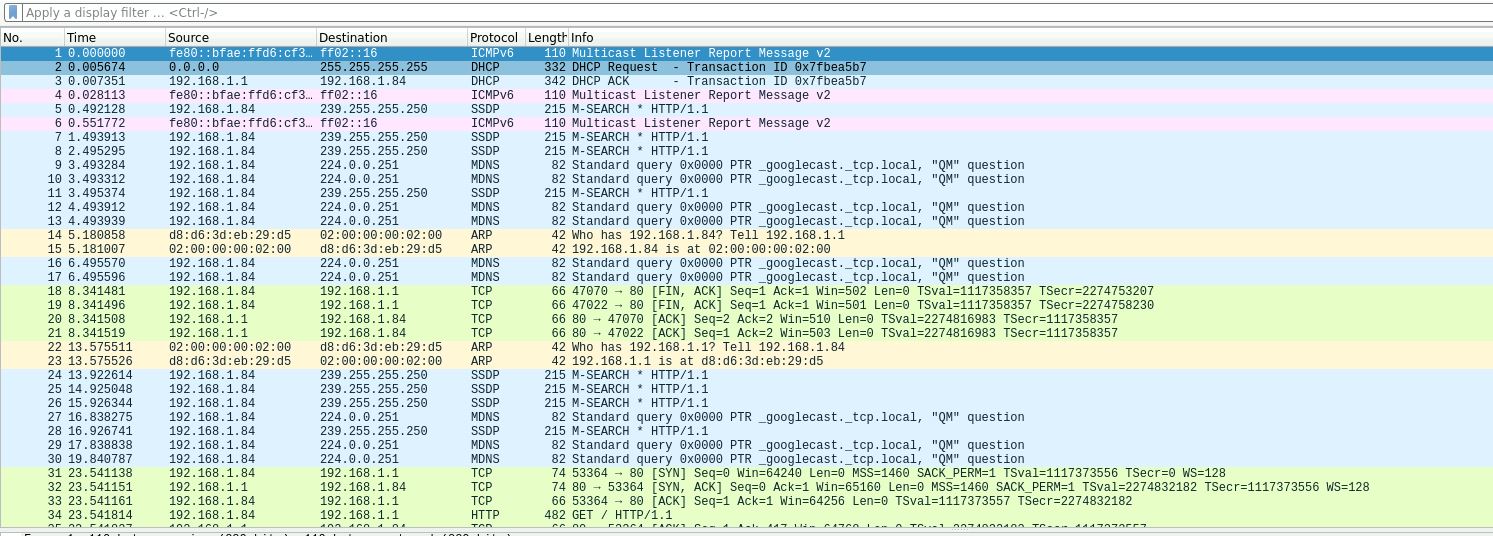 Apply a display filter … <Ctrl-/>
No. Time Source Destination Protocol Length Info
1 0.000000 fe80::bfae:ffd6:cf3… ff02::16 ICMPv6 110 Multicast Listener Report Message v2
2 0.005674 0.0.0.0 255.255.255.255 DHCP 332 DHCP Request - Transaction ID 0x7fbea5b7
3 0.007351 192.168.1.1 192.168.1.84 DHCP 342 DHCP ACK - Transaction ID 0x7fbea5b7
4 0.028113 fe80::bfae:ffd6:cf3… ff02::16 ICMPv6 110 Multicast Listener Report Message v2
5 0.492128 192.168.1.84 239.255.255.250 SSDP 215 M-SEARCH * HTTP/1.1
6 0.551772 fe80::bfae:ffd6:cf3… ff02::16 ICMPv6 110 Multicast Listener Report Message v2
7 1.493913 192.168.1.84 239.255.255.250 SSDP 215 M-SEARCH * HTTP/1.1
8 2.495295 192.168.1.84 239.255.255.250 SSDP 215 M-SEARCH * HTTP/1.1
9 3.493284 192.168.1.84 224.0.0.251 MDNS 82 Standard query 0x0000 PTR _googlecast._tcp.local, "QM" question
10 3.493312 192.168.1.84 224.0.0.251 MDNS 82 Standard query 0x0000 PTR _googlecast._tcp.local, "QM" question
11 3.495374 192.168.1.84 239.255.255.250 SSDP 215 M-SEARCH * HTTP/1.1
12 4.493912 192.168.1.84 224.0.0.251 MDNS 82 Standard query 0x0000 PTR _googlecast._tcp.local, "QM" question
13 4.493939 192.168.1.84 224.0.0.251 MDNS 82 Standard query 0x0000 PTR _googlecast._tcp.local, "QM" question
14 5.180858 d8:d6:3d:eb:29:d5 02:00:00:00:02:00 ARP 42 Who has 192.168.1.84? Tell 192.168.1.1
15 5.181007 02:00:00:00:02:00 d8:d6:3d:eb:29:d5 ARP 42 192.168.1.84 is at 02:00:00:00:02:00
16 6.495570 192.168.1.84 224.0.0.251 MDNS 82 Standard query 0x0000 PTR _googlecast._tcp.local, "QM" question
17 6.495596 192.168.1.84 224.0.0.251 MDNS 82 Standard query 0x0000 PTR _googlecast._tcp.local, "QM" question
18 8.341481 192.168.1.84 192.168.1.1 TCP 66 47070 → 80 [FIN, ACK] Seq=1 Ack=1 Win=502 Len=0 TSval=1117358357 TSecr=2274753207
19 8.341496 192.168.1.84 192.168.1.1 TCP 66 47022 → 80 [FIN, ACK] Seq=1 Ack=1 Win=501 Len=0 TSval=1117358357 TSecr=2274758230
20 8.341508 192.168.1.1 192.168.1.84 TCP 66 80 → 47070 [ACK] Seq=2 Ack=2 Win=510 Len=0 TSval=2274816983 TSecr=1117358357
21 8.341519 192.168.1.1 192.168.1.84 TCP 66 80 → 47022 [ACK] Seq=1 Ack=2 Win=503 Len=0 TSval=2274816983 TSecr=1117358357
22 13.575511 02:00:00:00:02:00 d8:d6:3d:eb:29:d5 ARP 42 Who has 192.168.1.1? Tell 192.168.1.84
23 13.575526 d8:d6:3d:eb:29:d5 02:00:00:00:02:00 ARP 42 192.168.1.1 is at d8:d6:3d:eb:29:d5
24 13.922614 192.168.1.84 239.255.255.250 SSDP 215 M-SEARCH * HTTP/1.1
25 14.925048 192.168.1.84 239.255.255.250 SSDP 215 M-SEARCH * HTTP/1.1
26 15.926344 192.168.1.84 239.255.255.250 SSDP 215 M-SEARCH * HTTP/1.1
27 16.838275 192.168.1.84 224.0.0.251 MDNS 82 Standard query 0x0000 PTR _googlecast._tcp.local, "QM" question
28 16.926741 192.168.1.84 239.255.255.250 SSDP 215 M-SEARCH * HTTP/1.1
29 17.838838 192.168.1.84 224.0.0.251 MDNS 82 Standard query 0x0000 PTR _googlecast._tcp.local, "QM" question
30 19.840787 192.168.1.84 224.0.0.251 MDNS 82 Standard query 0x0000 PTR _googlecast._tcp.local, "QM" question
31 23.541138 192.168.1.84 192.168.1.1 TCP 74 53364 → 80 [SYN] Seq=0 Win=64240 Len=0 MSS=1460 SACK_PERM=1 TSval=1117373556 TSecr=0 WS=128
32 23.541151 192.168.1.1 192.168.1.84 TCP 74 80 → 53364 [SYN, ACK] Seq=0 Ack=1 Win=65160 Len=0 MSS=1460 SACK_PERM=1 TSval=2274832182 TSecr=1117373556 WS=128
33 23.541161 192.168.1.84 192.168.1.1 TCP 66 53364 → 80 [ACK] Seq=1 Ack=1 Win=64256 Len=0 TSval=1117373557 TSecr=2274832182
34 23.541814 192.168.1.84 192.168.1.1 HTTP 482 GET / HTTP/1.1